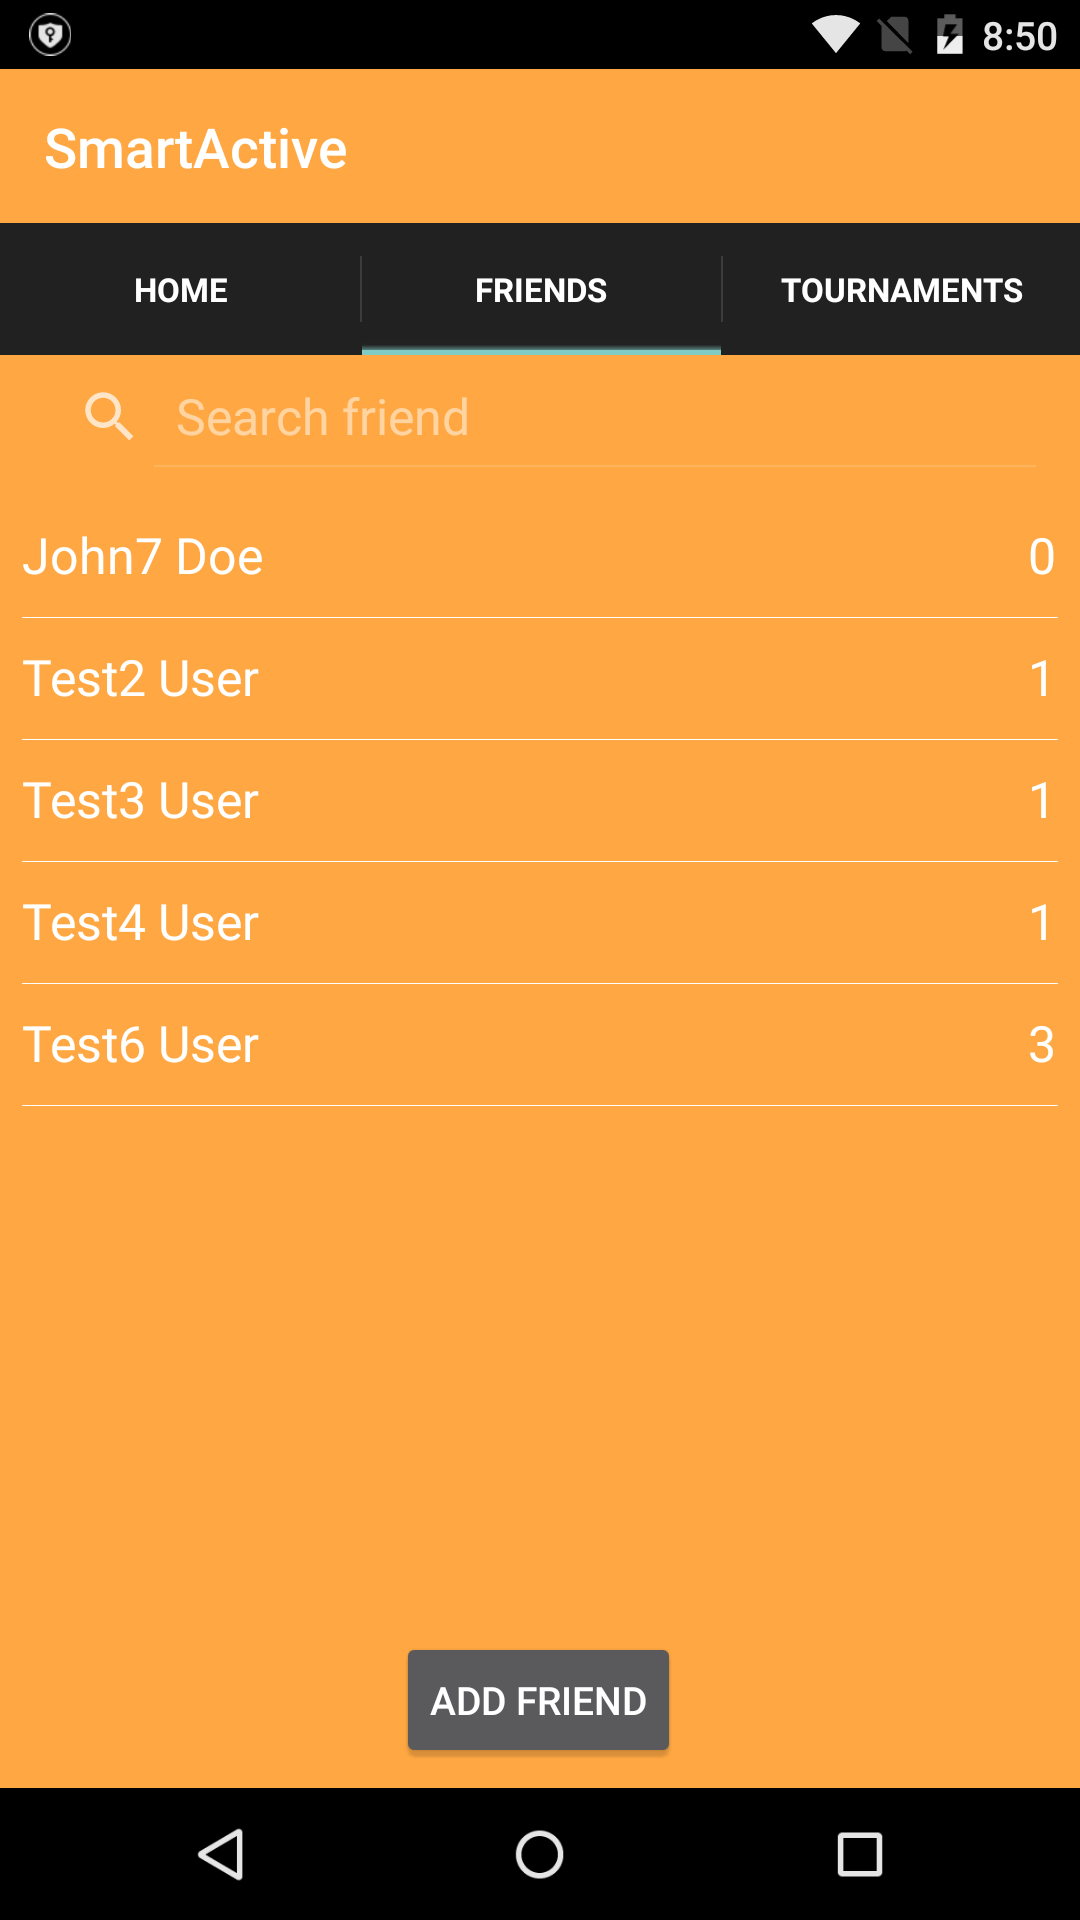 8:50
SmartActive
HOME FRIENDS TOURNAMENTS
Search friend
John7 Doe 0
Test2 User 1
Test3 User 1
Test4 User 1
Test6 User 3
ADD FRIEND